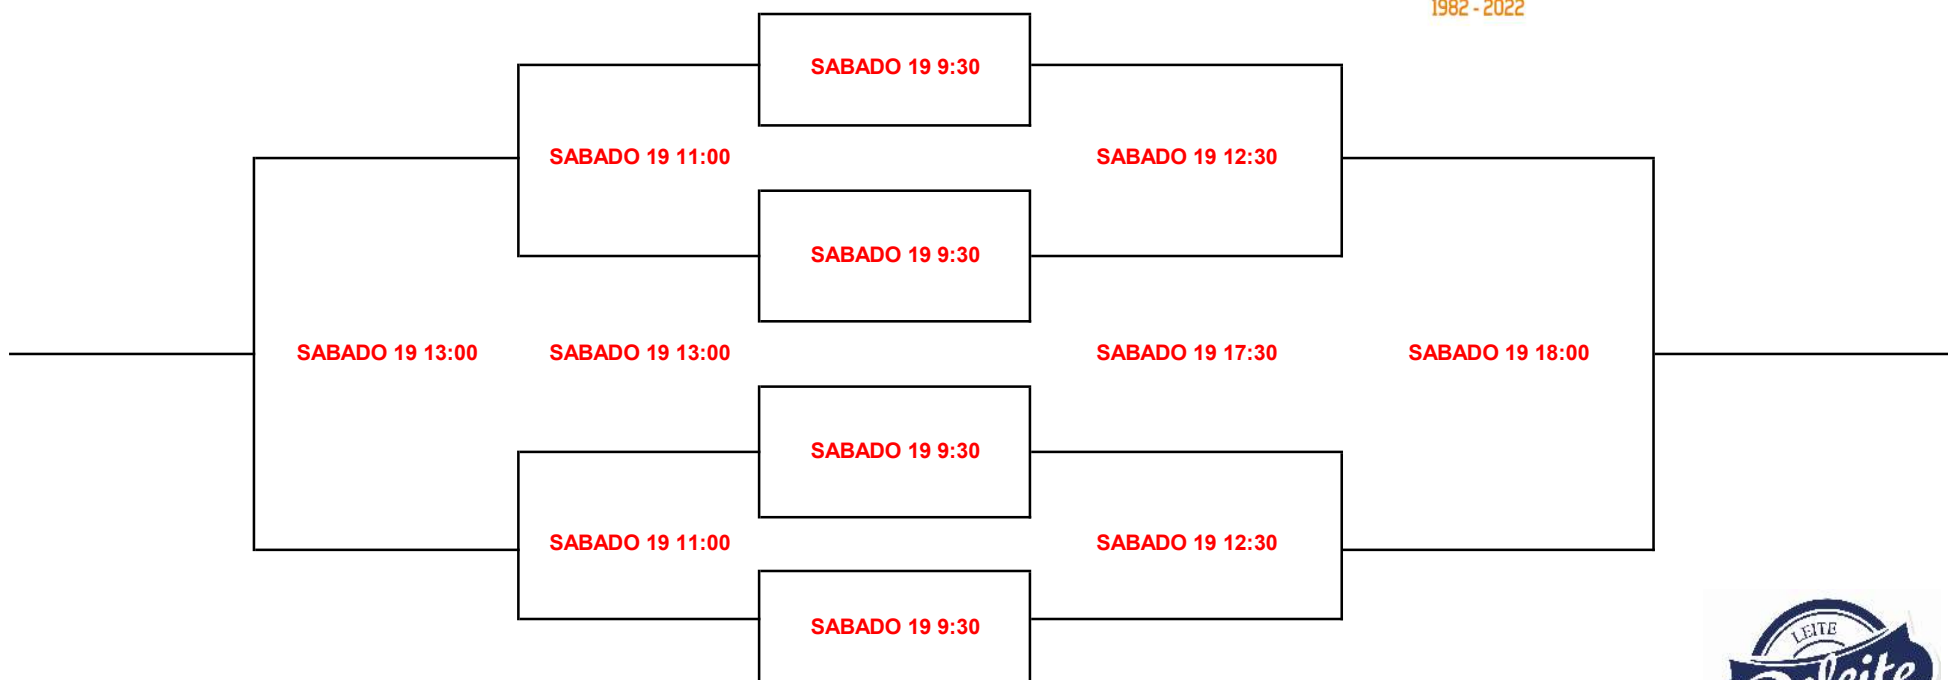 1982 - 2022
SABADO 19 9:30
SABADO 19 11:00
SABADO 19 12:30
SABADO 19 9:30
SABADO 19 13:00
SABADO 19 13:00
SABADO 19 17:30
SABADO 19 18:00
SABADO 19 9:30
SABADO 19 11:00
SABADO 19 12:30
SABADO 19 9:30
LEITE